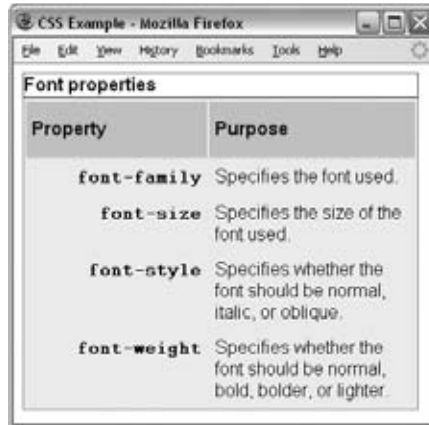 CSS Example - Mozilla Firefox
File Edit View History Bookmarks Tools Help
Font properties
Property Purpose
font-family Specifies the font used.
font-size Specifies the size of the
font used.
font-style Specifies whether the
font should be normal,
italic, or oblique.
font-weight Specifies whether the
font should be normal,
bold, bolder, or lighter.